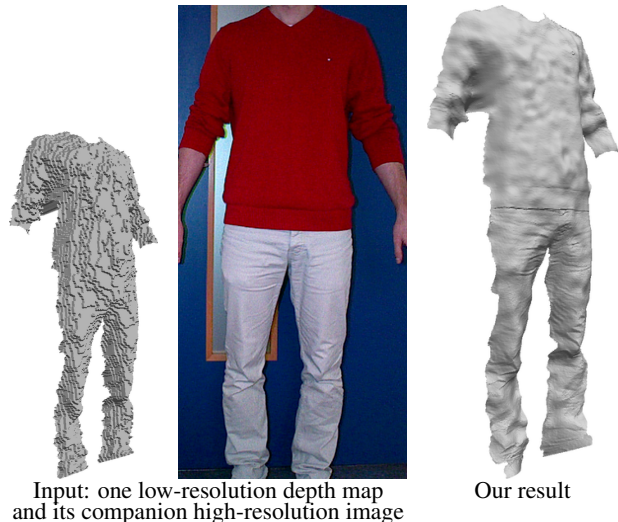 Input: one low-resolution depth map
and its companion high-resolution image
Our result